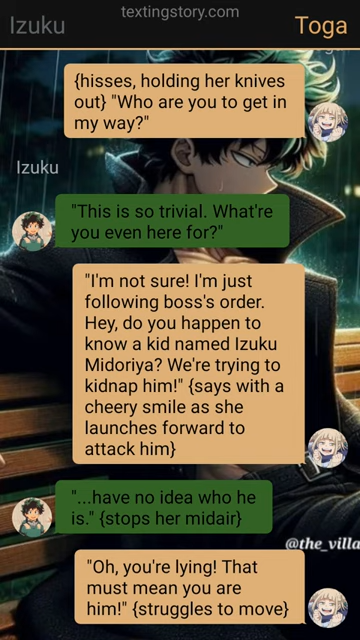 textingstory.com
Izuku
Toga
{hisses, holding her knives
out} "Who are you to get in
my way?"
Izuku
"This is so trivial. What're
you even here for?"
"I'm not sure! I'm just
following boss's order.
Hey, do you happen to
know a kid named Izuku
Midoriya? We're trying to
kidnap him!" {says with a
cheery smile as she
launches forward to
attack him}
"...have no idea who he
is." {stops her midair}
@the_villa
"Oh, you're lying! That
must mean you are
him!" {struggles to move}